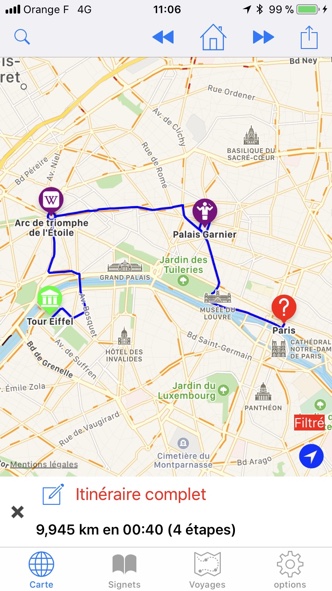 Orange F 4G 11:06 99 %
is-
ret
Bd Ney
Rue Ordener
Av. de Clichy
BASILIQUE DU
SACRÉ-CŒUR
Rue de Rome
Bd Péreire
Av. Niel
W
Arc de triomphe
de l'Étoile
Palais Garnier
Jardin des
Tuileries
GRAND PALAIS
MUSÉE DU
LOUVRE
?
Paris
Tour Eiffel
Av. Bosquet
Bd Saint-Germain
CATHÉDRALE
NOTRE-DAM
DE PARIS
HÔTEL DES
INVALIDES
Av. de Suffren
Bd de Grenelle
. Émile Zola
Jardin du
Luxembourg
PANTHÉON
Rue de Vaugirard
Filtré
Cimetière du
Montparnasse
Bd Arago
Mentions légales
Itinéraire complet
9,945 km en 00:40 (4 étapes)
Carte Signets Voyages options